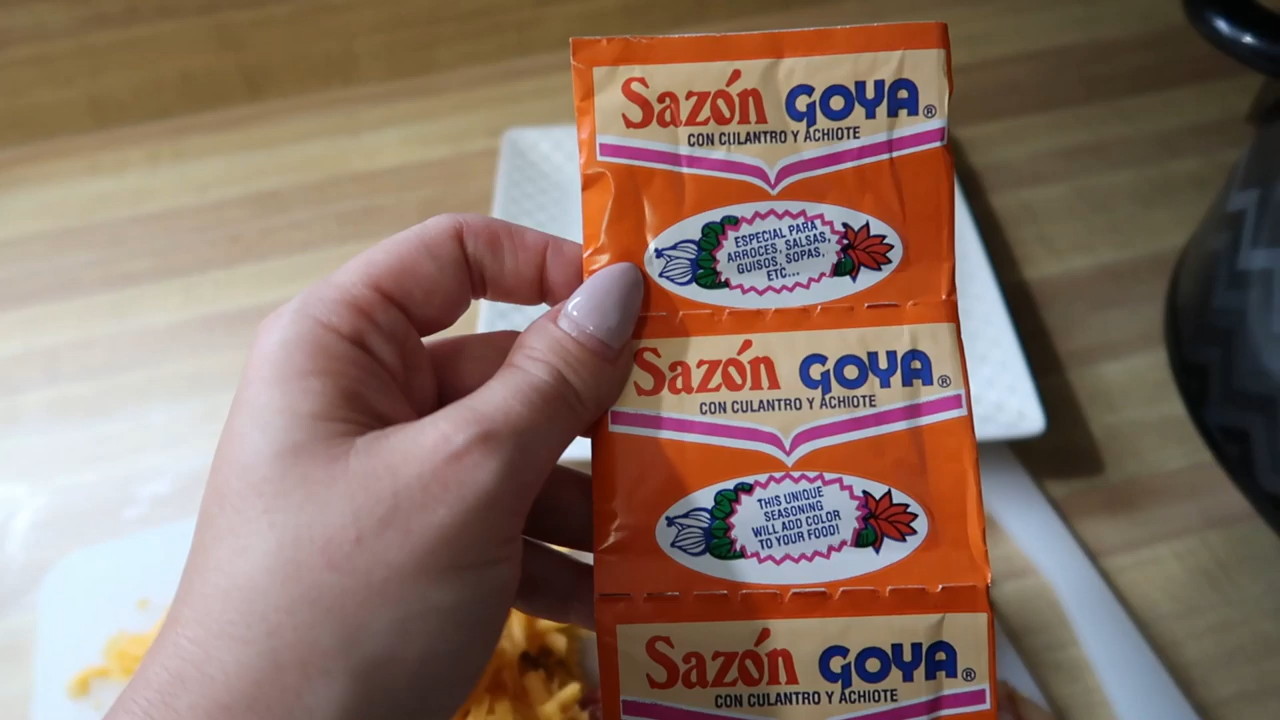 Sazón GOYA®
CON CULANTRO Y ACHIOTE
ESPECIAL PARA
ARROCES, SALSAS,
GUISOS, SOPAS,
ETC...
Sazón GOYA®
CON CULANTRO Y ACHIOTE
THIS UNIQUE
SEASONING
WILL ADD COLOR
TO YOUR FOOD!
Sazón GOYA®
CON CULANTRO Y ACHIOTE